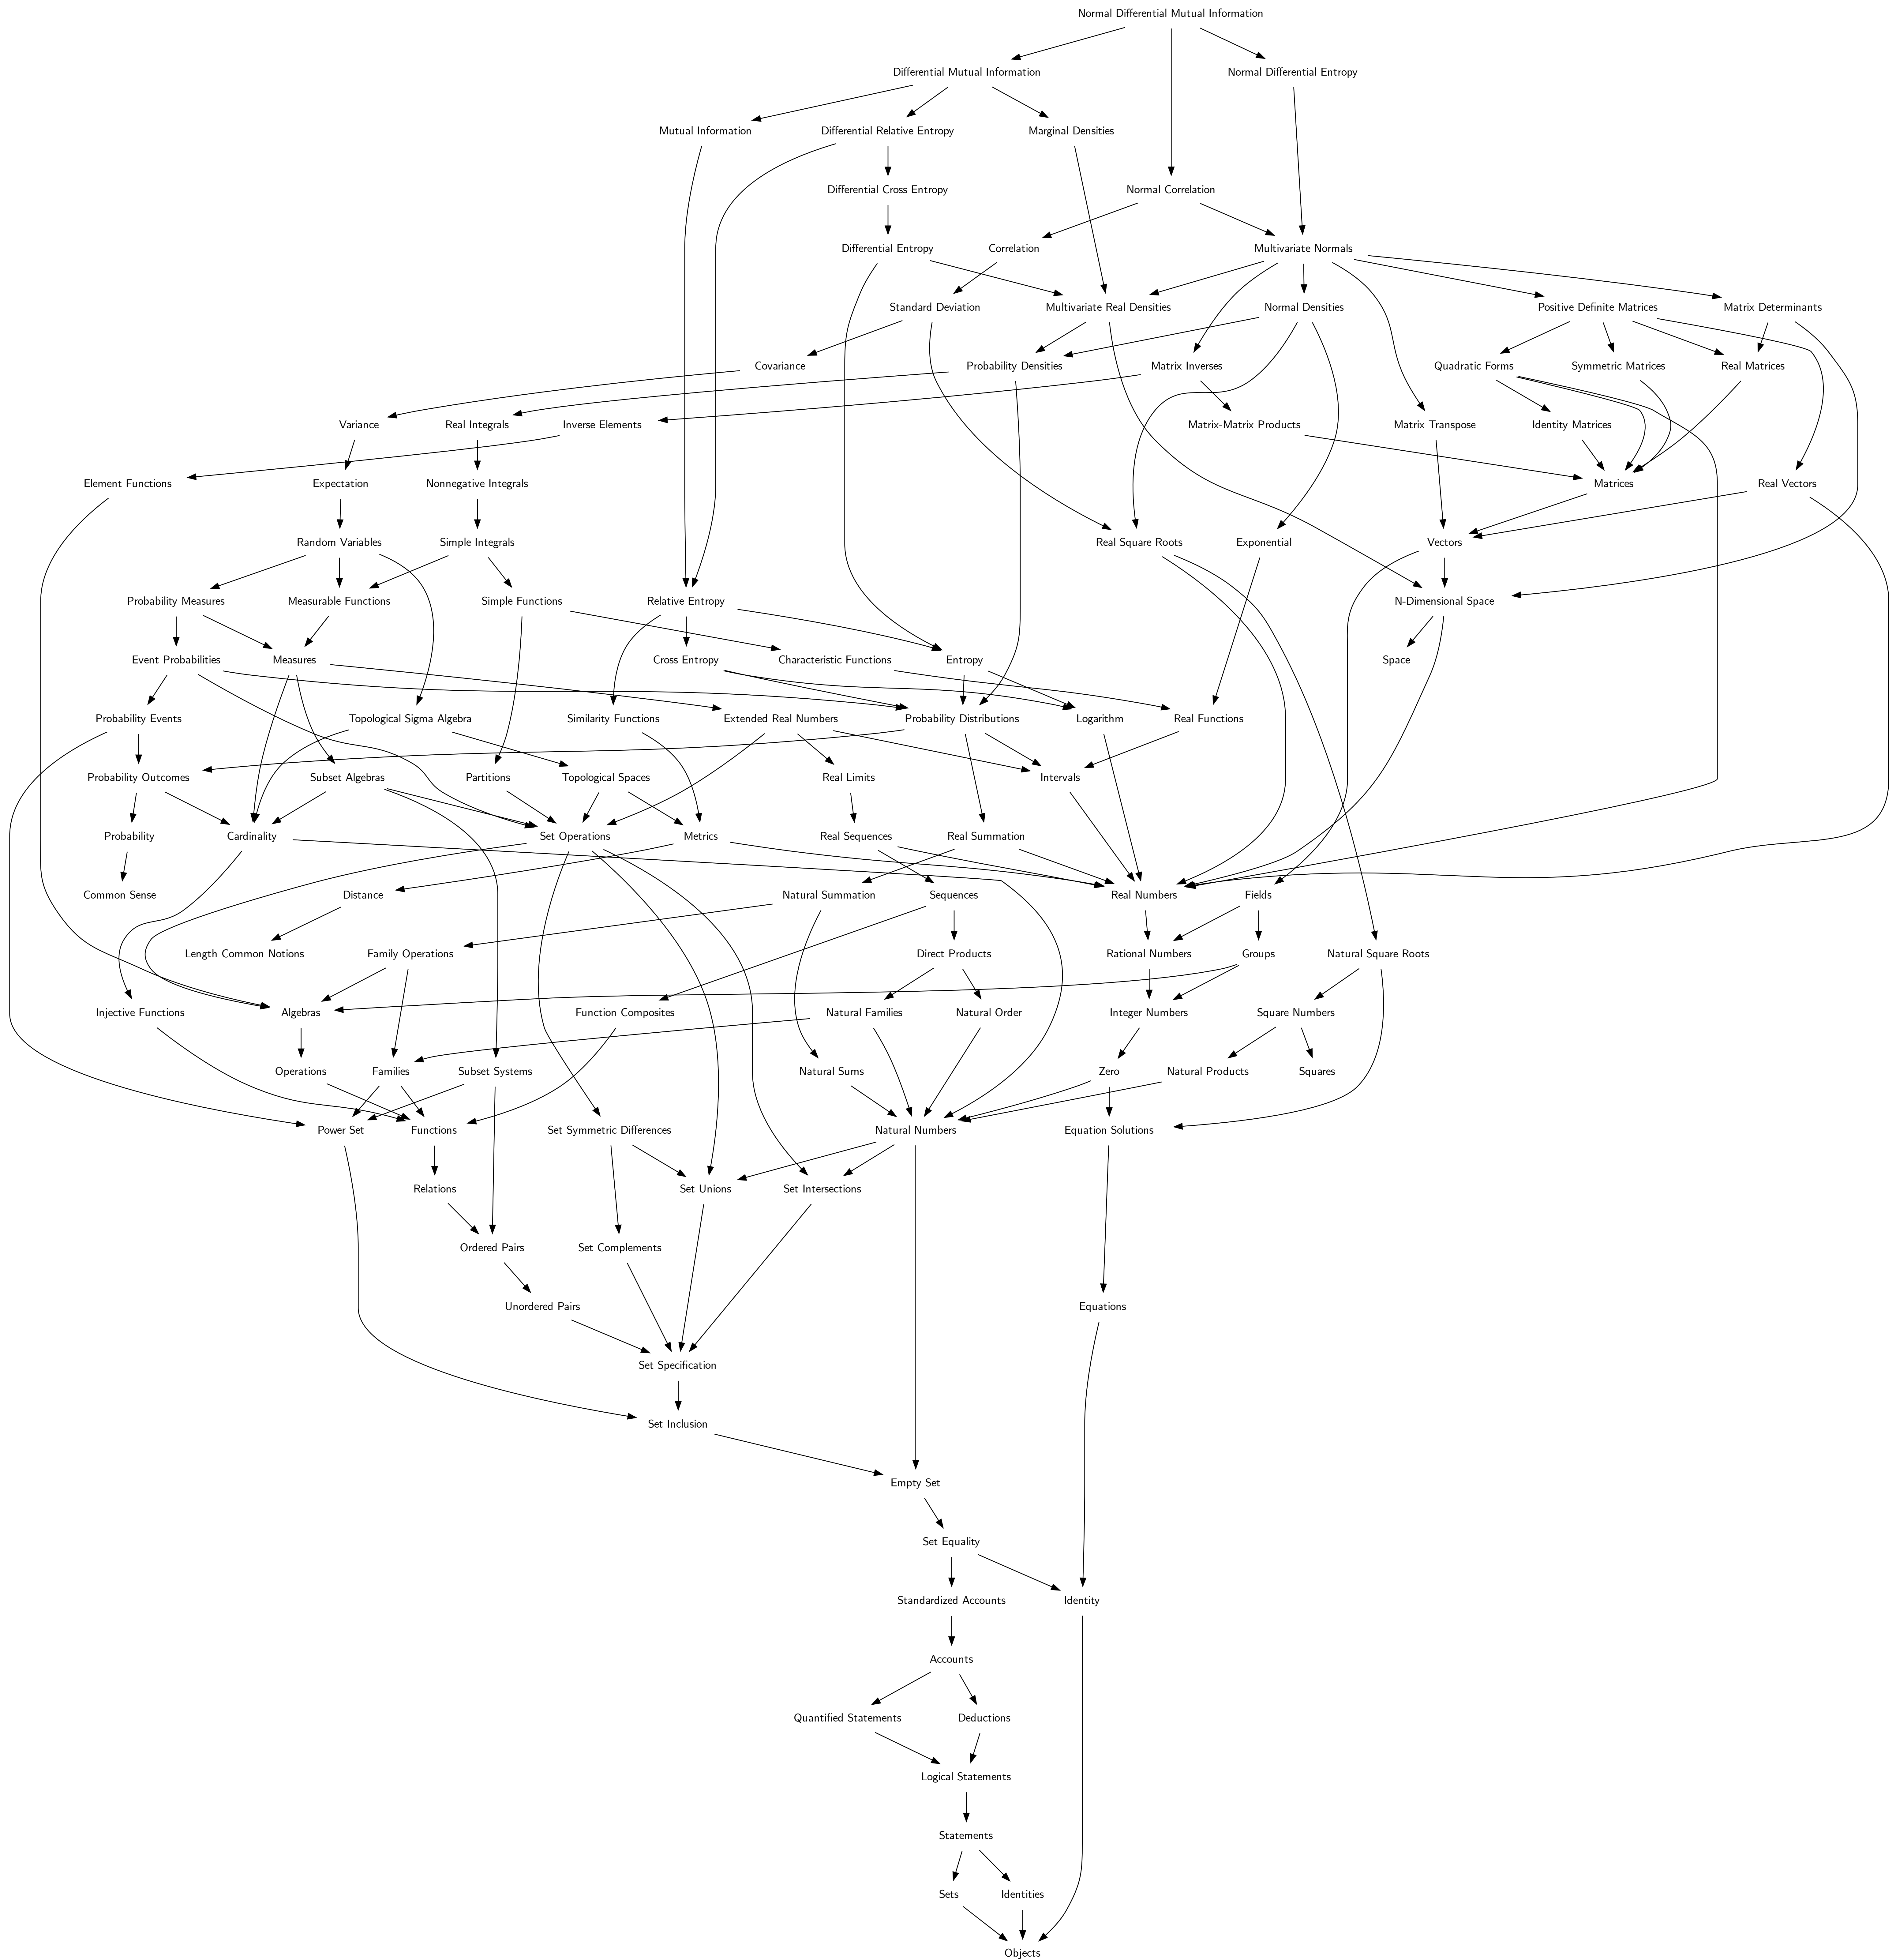 Normal Differential Mutual Information
Differential Mutual Information
Normal Differential Entropy
Mutual Information
Differential Relative Entropy
Marginal Densities
Differential Cross Entropy
Normal Correlation
Differential Entropy
Correlation
Multivariate Normals
Standard Deviation
Multivariate Real Densities
Normal Densities
Positive Definite Matrices
Matrix Determinants
Covariance
Probability Densities
Matrix Inverses
Quadratic Forms
Symmetric Matrices
Real Matrices
Variance
Real Integrals
Inverse Elements
Matrix-Matrix Products
Matrix Transpose
Identity Matrices
Element Functions
Expectation
Nonnegative Integrals
Matrices
Real Vectors
Random Variables
Simple Integrals
Real Square Roots
Exponential
Vectors
Probability Measures
Measurable Functions
Simple Functions
Relative Entropy
N-Dimensional Space
Event Probabilities
Measures
Cross Entropy
Characteristic Functions
Entropy
Space
Probability Events
Topological Sigma Algebra
Similarity Functions
Extended Real Numbers
Probability Distributions
Logarithm
Real Functions
Probability Outcomes
Subset Algebras
Partitions
Topological Spaces
Real Limits
Intervals
Probability
Cardinality
Set Operations
Metrics
Real Sequences
Real Summation
Common Sense
Distance
Natural Summation
Sequences
Real Numbers
Fields
Length Common Notions
Family Operations
Direct Products
Rational Numbers
Groups
Natural Square Roots
Injective Functions
Algebras
Function Composites
Natural Families
Natural Order
Integer Numbers
Square Numbers
Operations
Families
Subset Systems
Natural Sums
Zero
Natural Products
Squares
Power Set
Functions
Set Symmetric Differences
Natural Numbers
Equation Solutions
Relations
Set Unions
Set Intersections
Ordered Pairs
Set Complements
Unordered Pairs
Equations
Set Specification
Set Inclusion
Empty Set
Set Equality
Standardized Accounts
Identity
Accounts
Quantified Statements
Deductions
Logical Statements
Statements
Sets
Identities
Objects